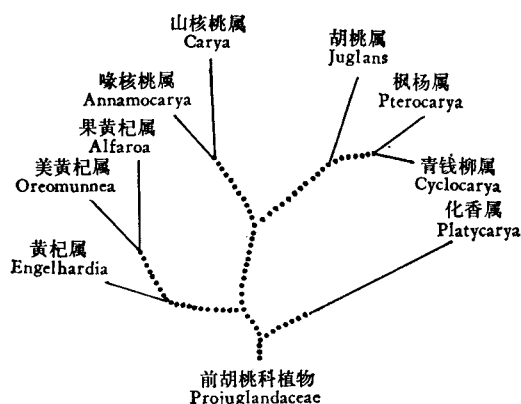 山核桃属
Carya
胡桃属
Juglans
喙核桃属
Annamocarya
枫杨属
Pterocarya
果黄杞属
Alfaroa
美黄杞属
Oreomunnea
青钱柳属
Cyclocarya
化香属
Platycarya
黄杞属
Engelhardia
前胡桃科植物
Projuglandaceae